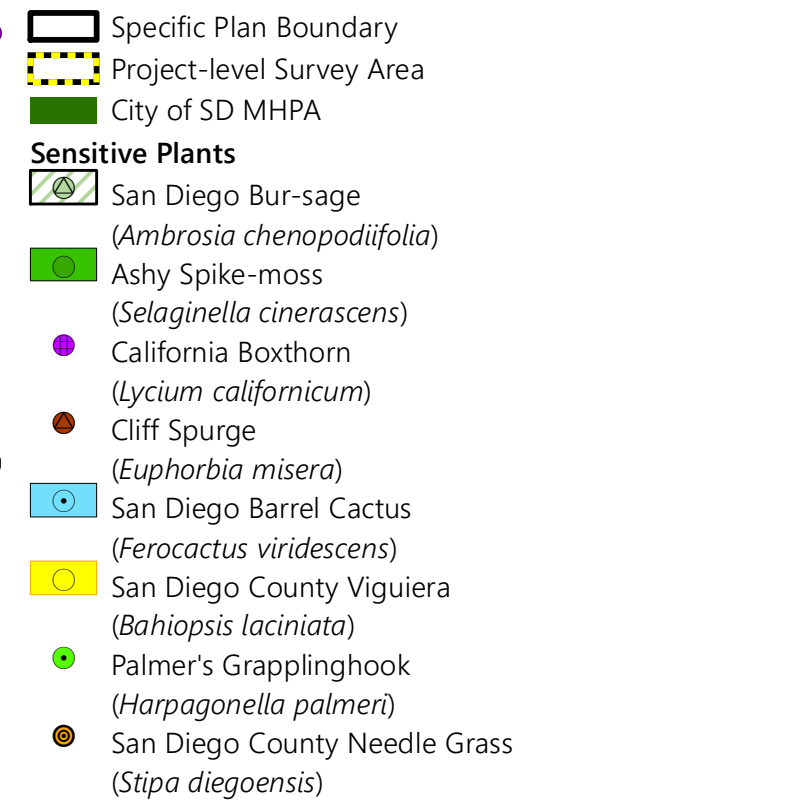 Specific Plan Boundary
Project-level Survey Area
City of SD MHPA
Sensitive Plants
San Diego Bur-sage
(Ambrosia chenopodiifolia)
Ashy Spike-moss
(Selaginella cinerascens)
California Boxthorn
(Lycium californicum)
Cliff Spurge
(Euphorbia misera)
San Diego Barrel Cactus
(Ferocactus viridescens)
San Diego County Viguiera
(Bahiopsis laciniata)
Palmer's Grapplinghook
(Harpagonella palmeri)
San Diego County Needle Grass
(Stipa diegoensis)